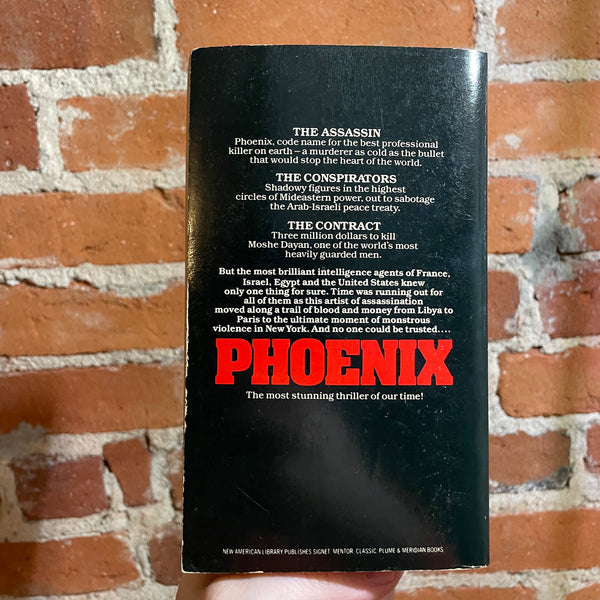 THE ASSASSIN
Phoenix, code name for the best professional
killer on earth – a murderer as cold as the bullet
that would stop the heart of the world.
THE CONSPIRATORS
Shadowy figures in the highest
circles of Mideastern power, out to sabotage
the Arab-Israeli peace treaty.
THE CONTRACT
Three million dollars to kill
Moshe Dayan, one of the world's most
heavily guarded men.
But the most brilliant intelligence agents of France,
Israel, Egypt and the United States knew
only one thing for sure. Time was running out for
all of them as this artist of assassination
moved along a trail of blood and money from Libya to
Paris to the ultimate moment of monstrous
violence in New York. And no one could be trusted....
PHOENIX
The most stunning thriller of our time!
NEW AMERICAN LIBRARY PUBLISHES SIGNET, MENTOR, CLASSIC, PLUME & MERIDIAN BOOKS